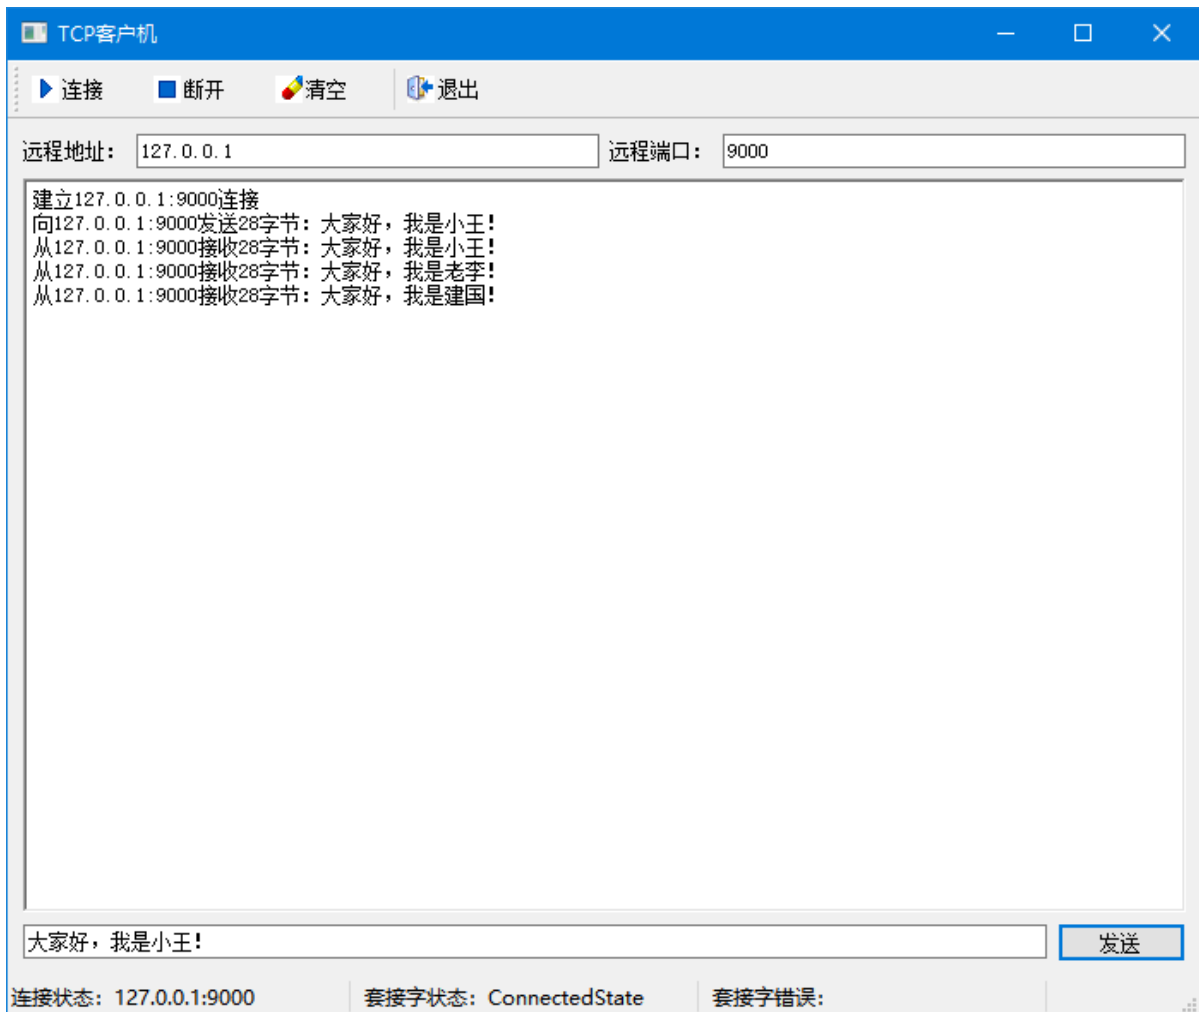 TCP客户机
连接 断开 清空 退出
远程地址： 127.0.0.1 远程端口： 9000
建立127.0.0.1:9000连接
向127.0.0.1:9000发送28字节：大家好，我是小王！
从127.0.0.1:9000接收28字节：大家好，我是小王！
从127.0.0.1:9000接收28字节：大家好，我是老李！
从127.0.0.1:9000接收28字节：大家好，我是建国！
大家好，我是小王！ 发送
连接状态：127.0.0.1:9000 套接字状态：ConnectedState 套接字错误：